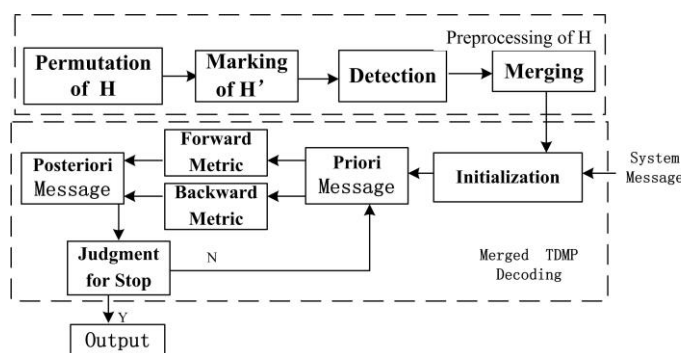 Preprocessing of H
Permutation
of H
Marking
of H’
Detection
Merging
Forward
Metric
Posteriori
Message
Priori
Message
Initialization
System
Message
Backward
Metric
Judgment
for Stop
N
Merged TDMP
Decoding
Y
Output